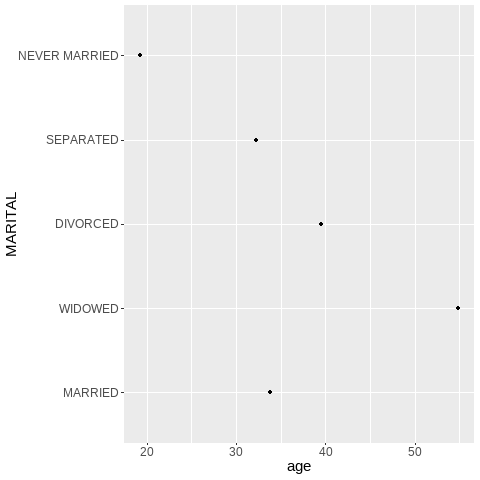 NEVER MARRIED
SEPARATED
DIVORCED
WIDOWED
MARRIED
MARITAL
20 30 40 50
age